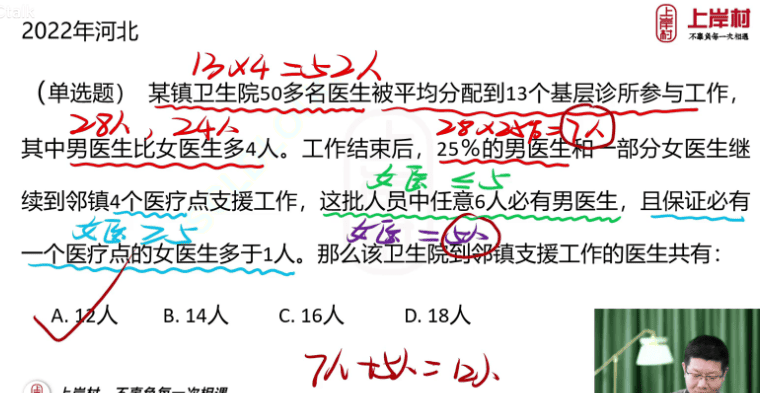 2022年河北
上岸村
不辜负每一次相遇
13×4=52人
(单选题) 某镇卫生院50多名医生被平均分配到13个基层诊所参与工作,
28人, 24人 28×25%=7人
其中男医生比女医生多4人。工作结束后,25%的男医生和一部分女医生继
女医≤5
续到邻镇4个医疗点支援工作,这批人员中任意6人必有男医生,且保证必有
女医≥5 女医=5人
一个医疗点的女医生多于1人。那么该卫生院到邻镇支援工作的医生共有:
A. 12人 B. 14人 C. 16人 D. 18人
7人+5人=12人
上岸村 不辜负每一次相遇